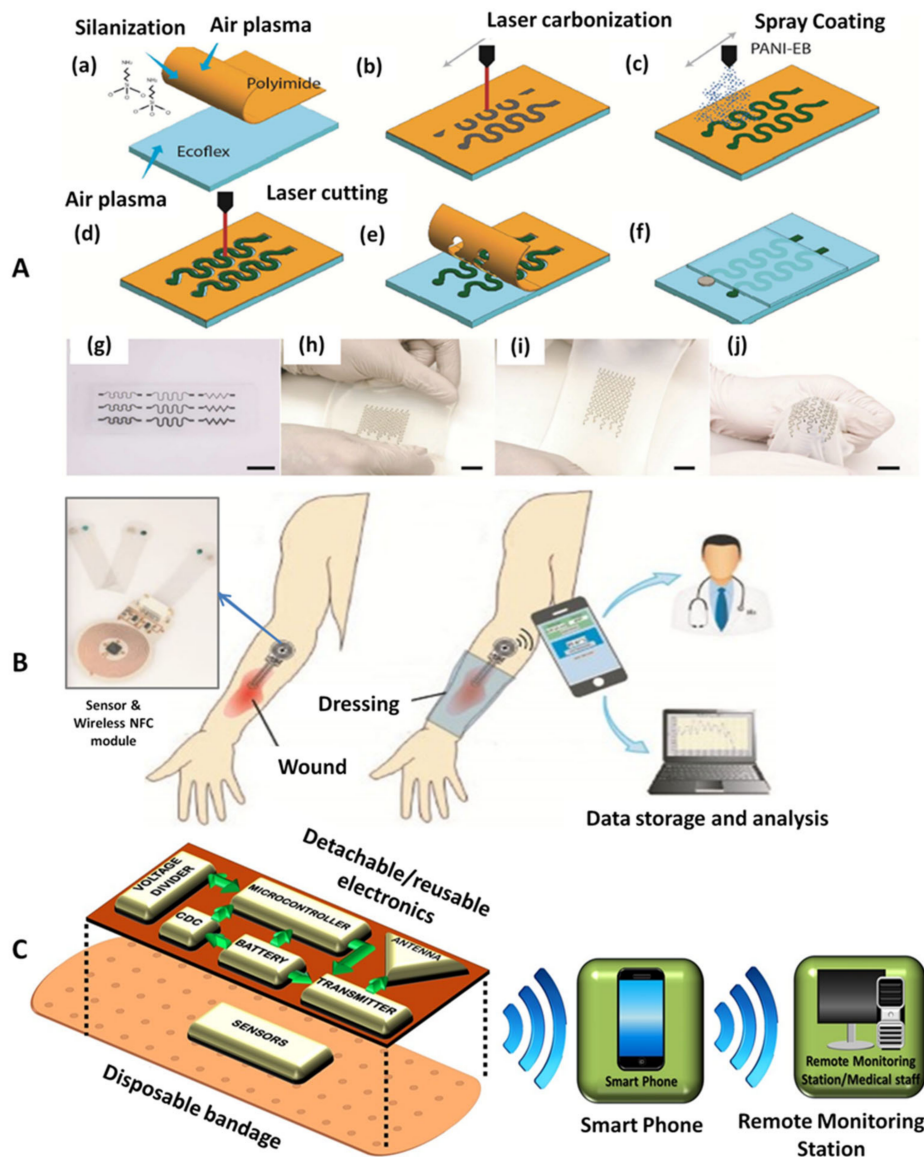 Silanization
Air plasma
(a)
NH₂
NH₂
Polyimide
Ecoflex
Air plasma
Laser carbonization
(b)
Spray Coating
PANI-EB
(c)
Laser cutting
(d)
(e)
(f)
A
(g)
(h)
(i)
(j)
B
Sensor &
Wireless NFC
module
Wound
Dressing
Data storage and analysis
C
Detachable/reusable
electronics
VOLTAGE
DIVIDER
MICROCONTROLLER
CDC
BATTERY
ANTENNA
TRANSMITTER
SENSORS
Disposable bandage
Smart Phone
Smart Phone
Remote Monitoring
Station/Medical staff
Remote Monitoring
Station